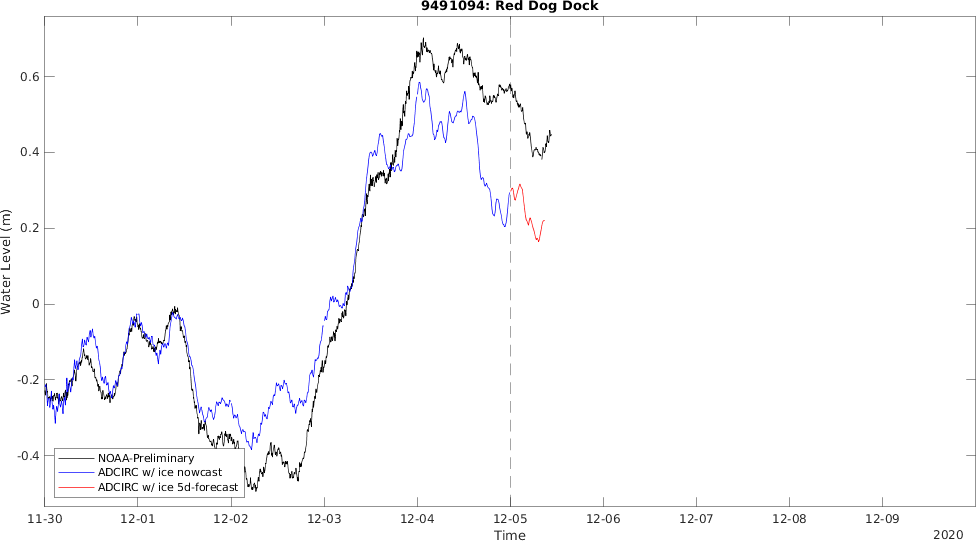 9491094: Red Dog Dock
Water Level (m)
0.6
0.4
0.2
0
-0.2
-0.4
NOAA-Preliminary
ADCIRC w/ ice nowcast
ADCIRC w/ ice 5d-forecast
11-30 12-01 12-02 12-03 12-04 12-05 12-06 12-07 12-08 12-09
Time
2020